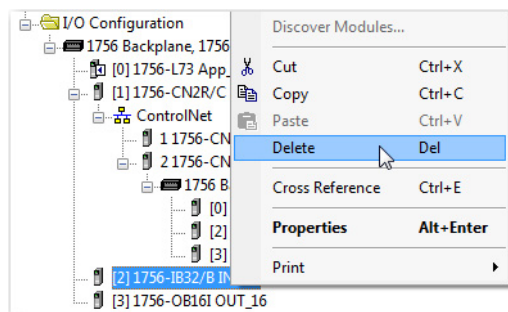 I/O Configuration
1756 Backplane, 1756
[0] 1756-L73 App_
[1] 1756-CN2R/C
ControlNet
1 1756-CN
2 1756-CN
1756 B
[0]
[2]
[3]
[2] 1756-IB32/B IN
[3] 1756-OB16I OUT_16
Discover Modules...
Cut Ctrl+X
Copy Ctrl+C
Paste Ctrl+V
Delete Del
Cross Reference Ctrl+E
Properties Alt+Enter
Print